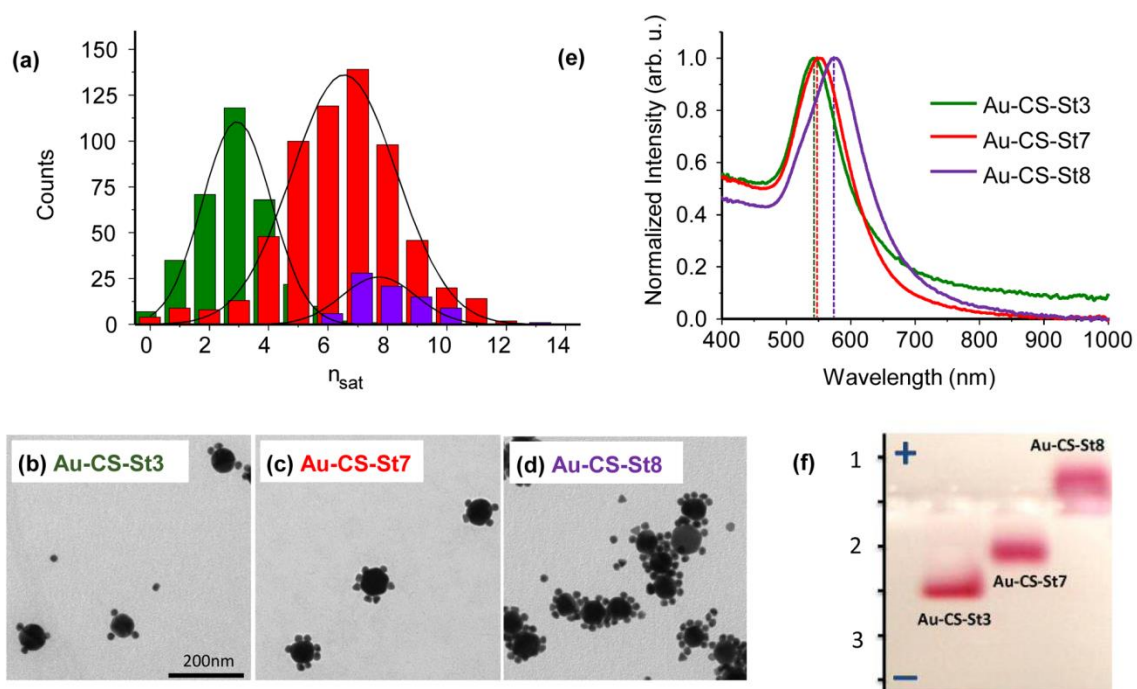 (a)
150
125
100
75
50
25
0
Counts
0 2 4 6 8 10 12 14
n_sat
(e)
1.0
0.8
0.6
0.4
0.2
0.0
Normalized Intensity (arb. u.)
Au-CS-St3
Au-CS-St7
Au-CS-St8
400 500 600 700 800 900 1000
Wavelength (nm)
(b) Au-CS-St3
200nm
(c) Au-CS-St7
(d) Au-CS-St8
(f)
1
2
3
+
−
Au-CS-St8
Au-CS-St7
Au-CS-St3